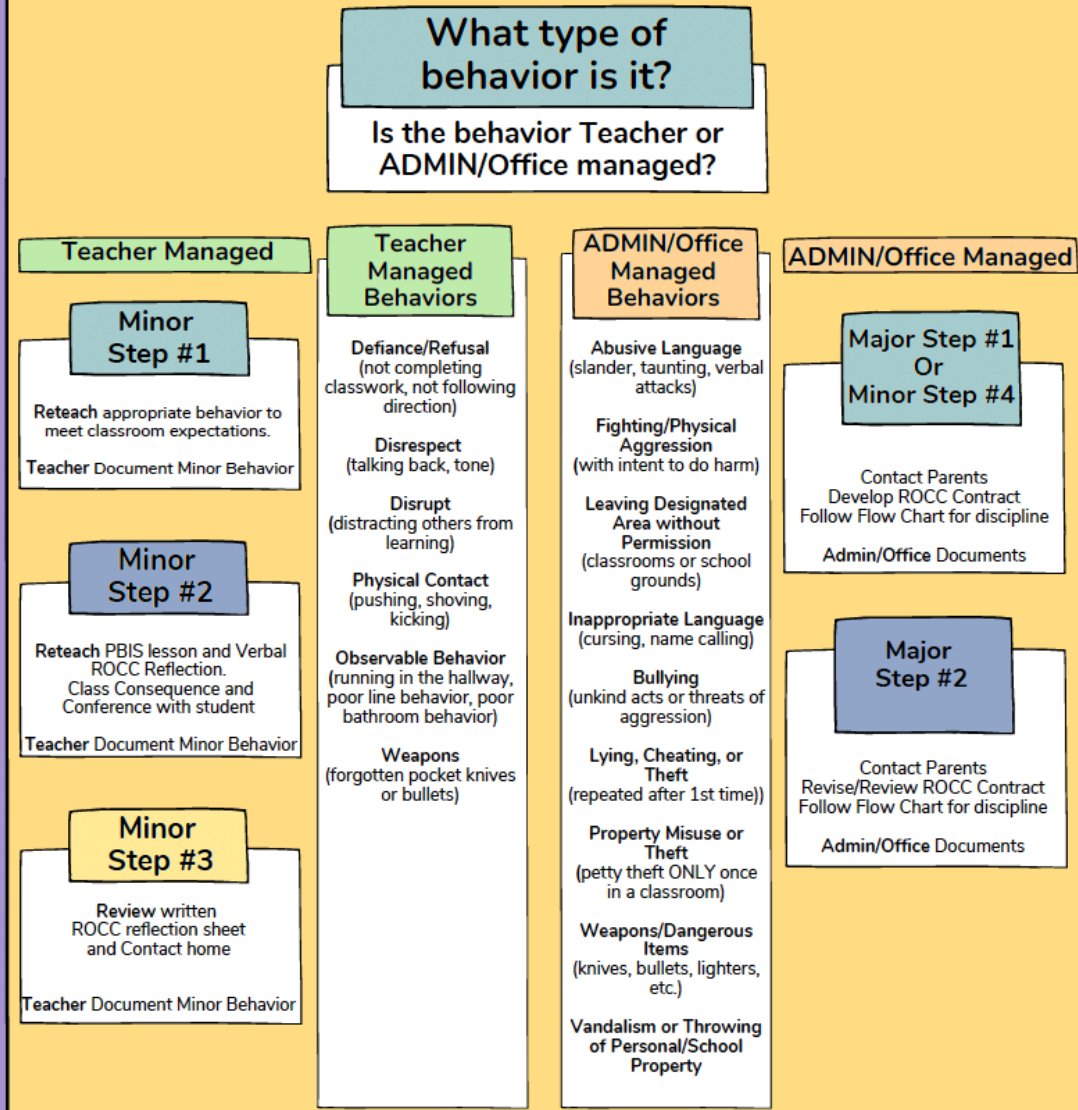 What type of
behavior is it?
Is the behavior Teacher or
ADMIN/Office managed?
Teacher Managed
Minor
Step #1
Reteach appropriate behavior to
meet classroom expectations.
Teacher Document Minor Behavior
Minor
Step #2
Reteach PBIS lesson and Verbal
ROCC Reflection.
Class Consequence and
Conference with student
Teacher Document Minor Behavior
Minor
Step #3
Review written
ROCC reflection sheet
and Contact home
Teacher Document Minor Behavior
Teacher
Managed
Behaviors
Defiance/Refusal
(not completing
classwork, not following
direction)
Disrespect
(talking back, tone)
Disrupt
(distracting others from
learning)
Physical Contact
(pushing, shoving,
kicking)
Observable Behavior
(running in the hallway,
poor line behavior, poor
bathroom behavior)
Weapons
(forgotten pocket knives
or bullets)
ADMIN/Office
Managed
Behaviors
Abusive Language
(slander, taunting, verbal
attacks)
Fighting/Physical
Aggression
(with intent to do harm)
Leaving Designated
Area without
Permission
(classrooms or school
grounds)
Inappropriate Language
(cursing, name calling)
Bullying
(unkind acts or threats of
aggression)
Lying, Cheating, or
Theft
(repeated after 1st time))
Property Misuse or
Theft
(petty theft ONLY once
in a classroom)
Weapons/Dangerous
Items
(knives, bullets, lighters,
etc.)
Vandalism or Throwing
of Personal/School
Property
ADMIN/Office Managed
Major Step #1
Or
Minor Step #4
Contact Parents
Develop ROCC Contract
Follow Flow Chart for discipline
Admin/Office Documents
Major
Step #2
Contact Parents
Revise/Review ROCC Contract
Follow Flow Chart for discipline
Admin/Office Documents